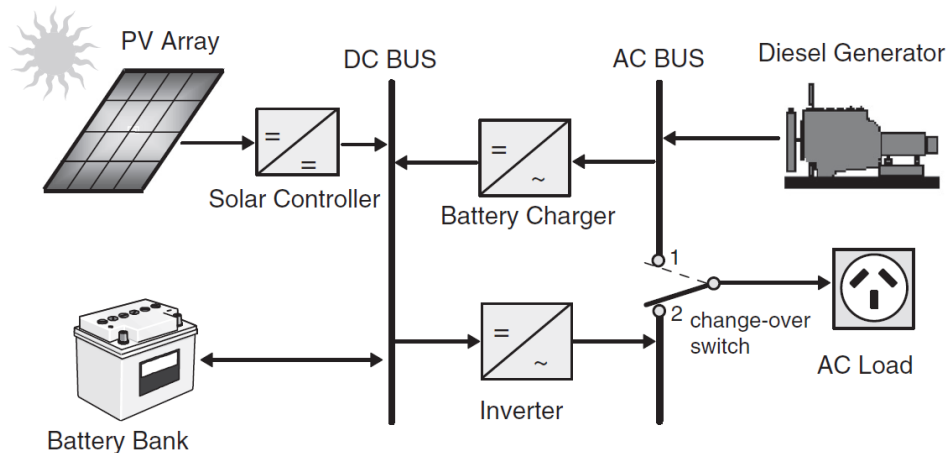 PV Array
DC BUS
AC BUS
Diesel Generator
=
=
Solar Controller
=
~
Battery Charger
1
2
change-over
switch
AC Load
=
~
Inverter
Battery Bank